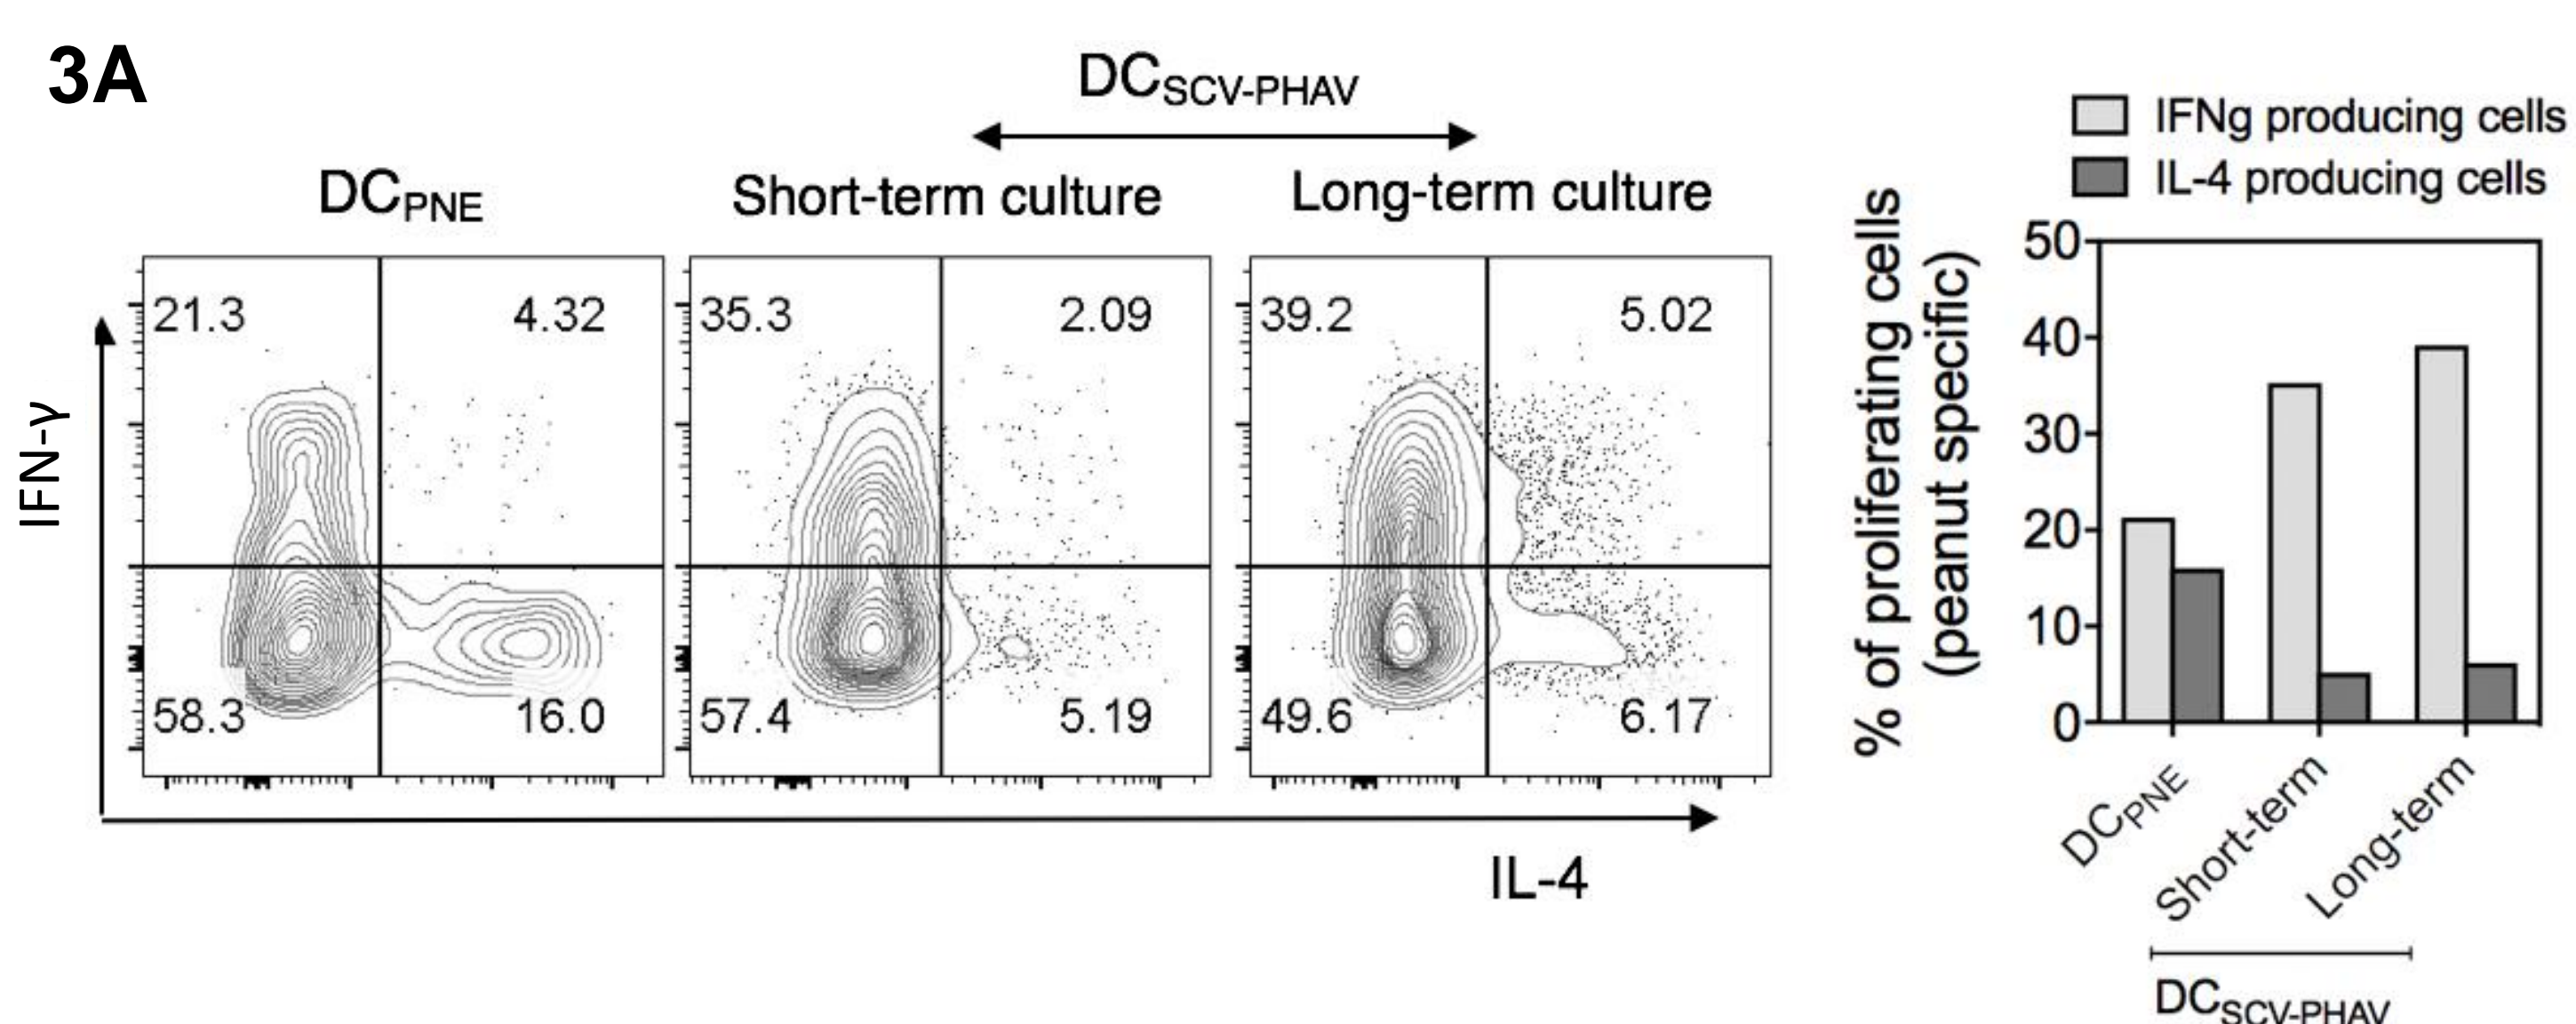 3A
DCSCV-PHAV
DCPNE
Short-term culture
Long-term culture
IFN-γ
21.3
4.32
58.3
16.0
35.3
2.09
57.4
5.19
39.2
5.02
49.6
6.17
IL-4
IFNg producing cells
IL-4 producing cells
% of proliferating cells
(peanut specific)
50
40
30
20
10
0
DCPNE
Short-term
Long-term
DCSCV-PHAV